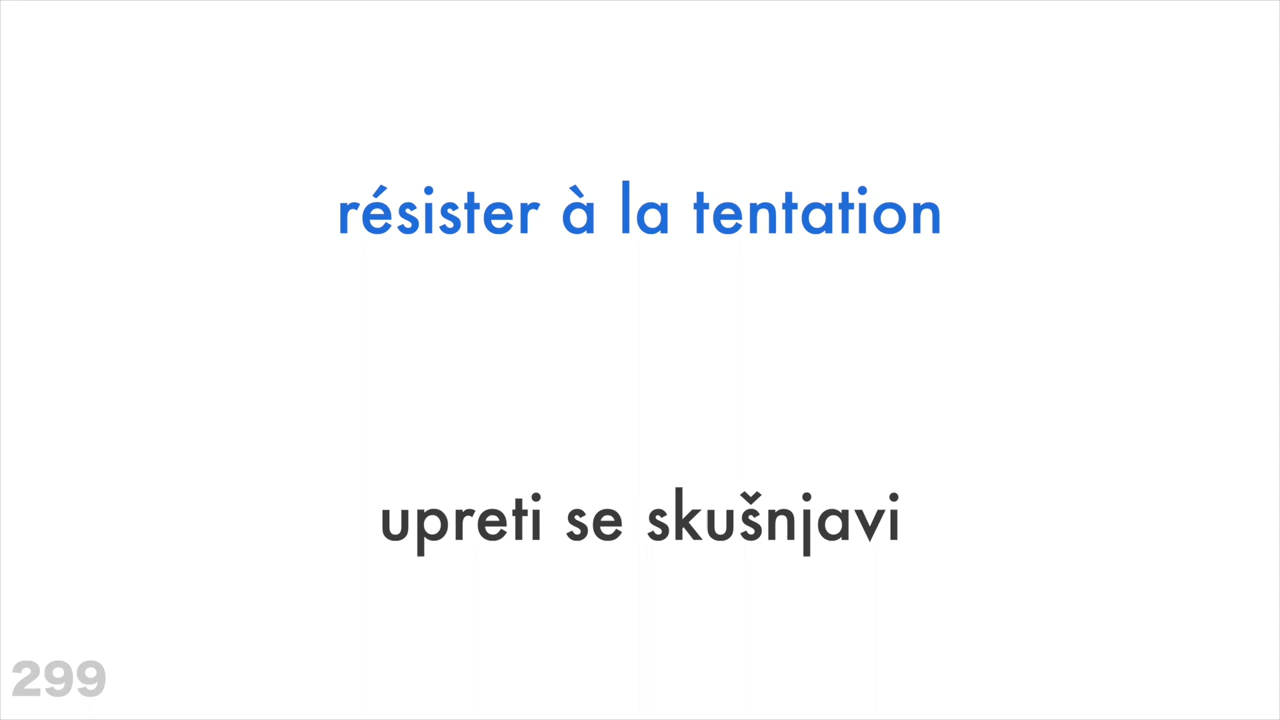 résister à la tentation
upreti se skušnjavi
299